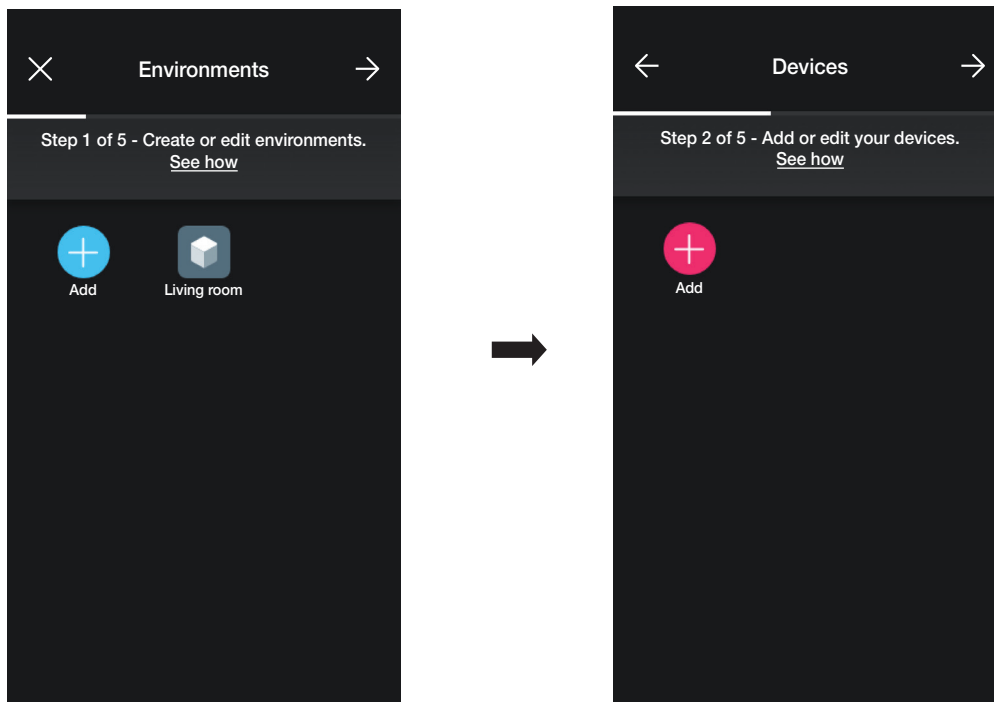 Environments
Step 1 of 5 - Create or edit environments.
See how
Add
Living room
Devices
Step 2 of 5 - Add or edit your devices.
See how
Add